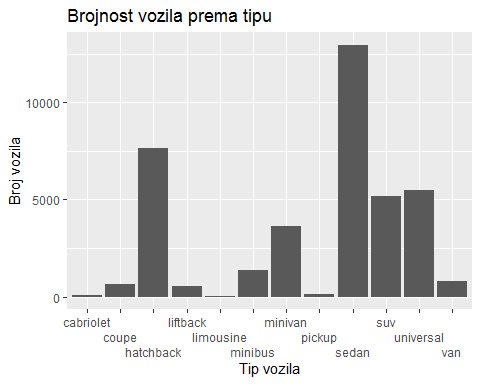 Brojnost vozila prema tipu
Broj vozila
10000
5000
0
cabriolet liftback minivan suv
coupe limousine pickup universal
hatchback minibus sedan van
Tip vozila